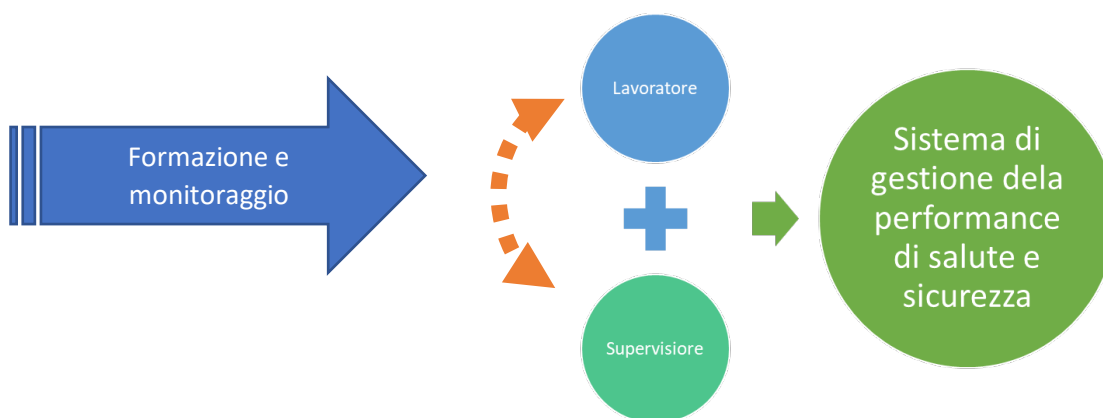 Formazione e
monitoraggio
Lavoratore
Supervisiore
Sistema di
gestione dela
performance
di salute e
sicurezza